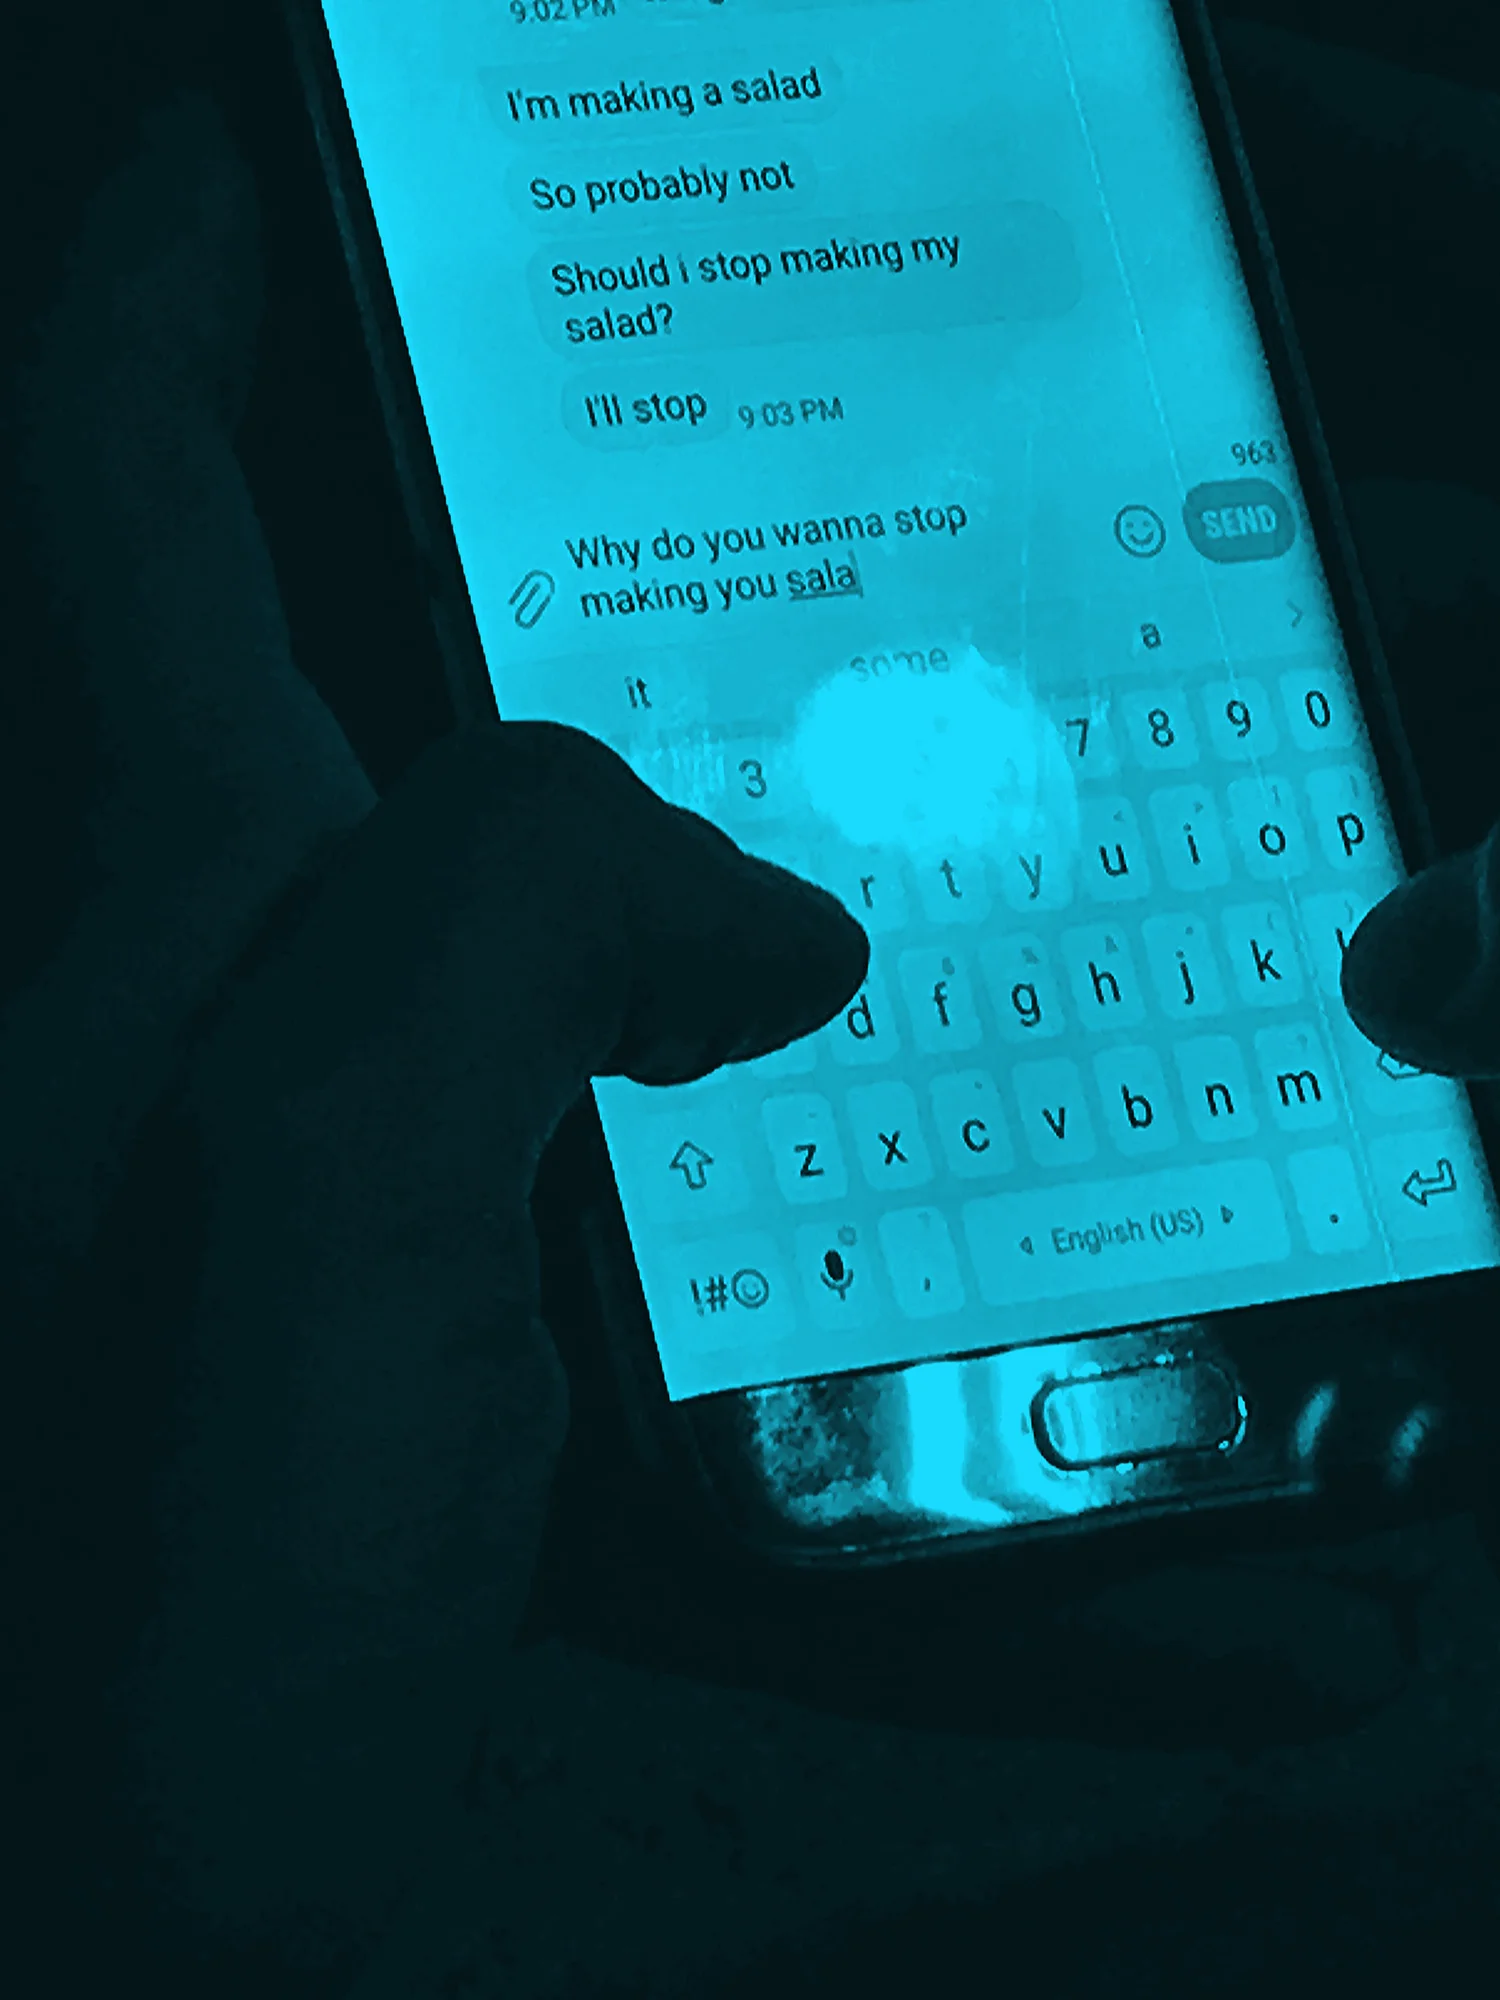 9:02 PM
I'm making a salad
So probably not
Should i stop making my
salad?
I'll stop 9:03 PM
963
Why do you wanna stop
making you sala
SEND
it some a
3 7 8 9 0
r t y u i o p
d f g h j k
z x c v b n m
!# , English (US) .